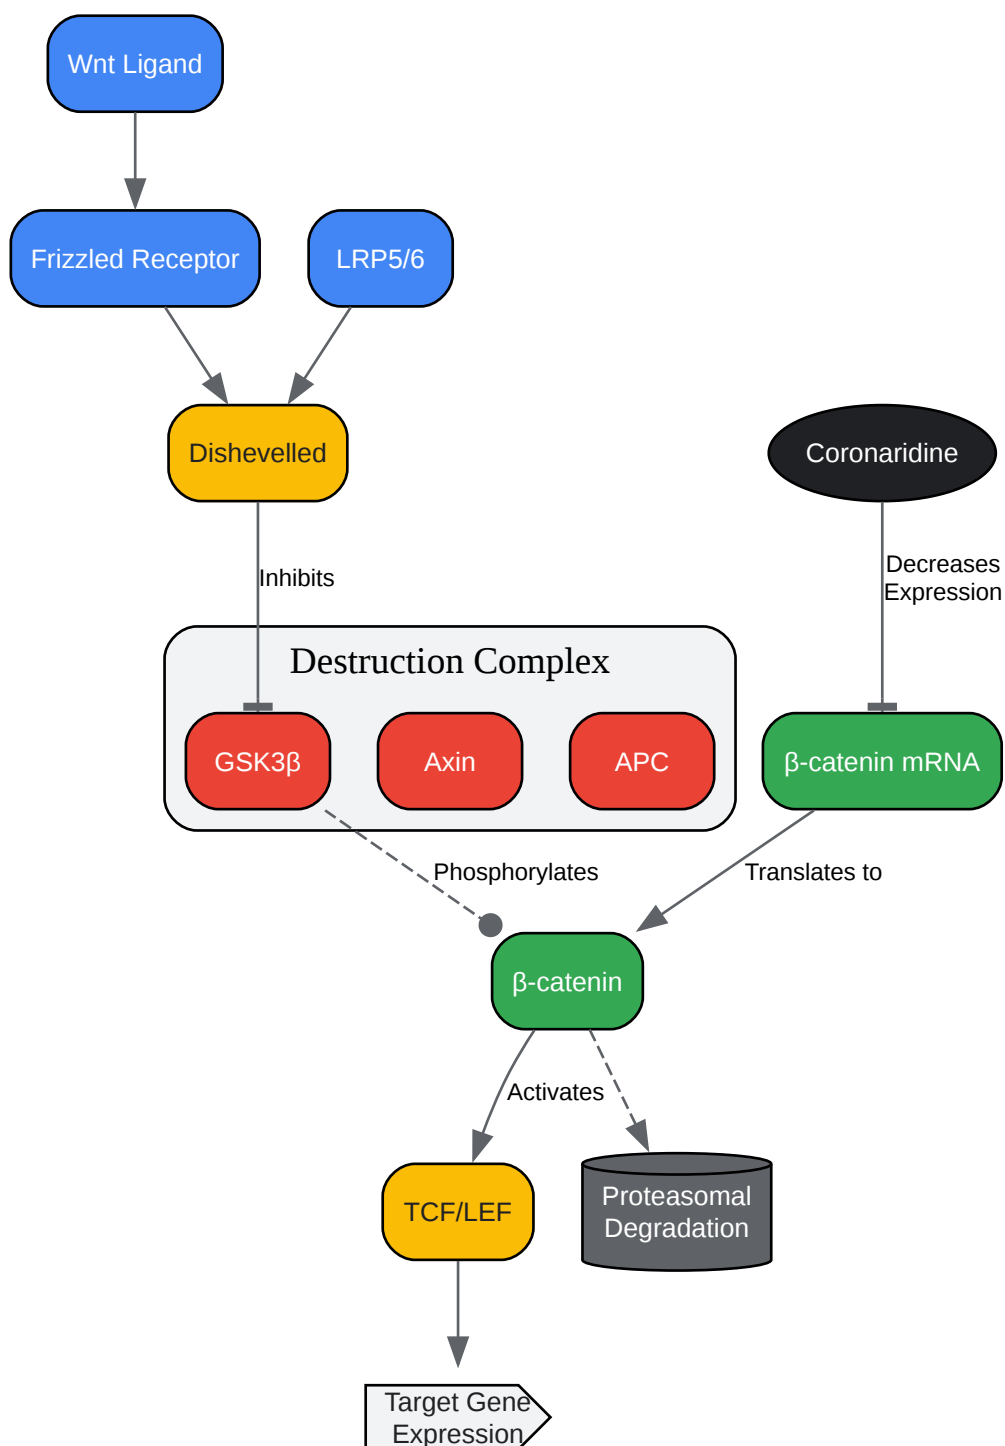 Wnt Ligand
Frizzled Receptor
LRP5/6
Dishevelled
Coronaridine
Inhibits
Decreases
Expression
Destruction Complex
GSK3β
Axin
APC
β-catenin mRNA
Phosphorylates
Translates to
β-catenin
Activates
TCF/LEF
Proteasomal
Degradation
Target Gene
Expression